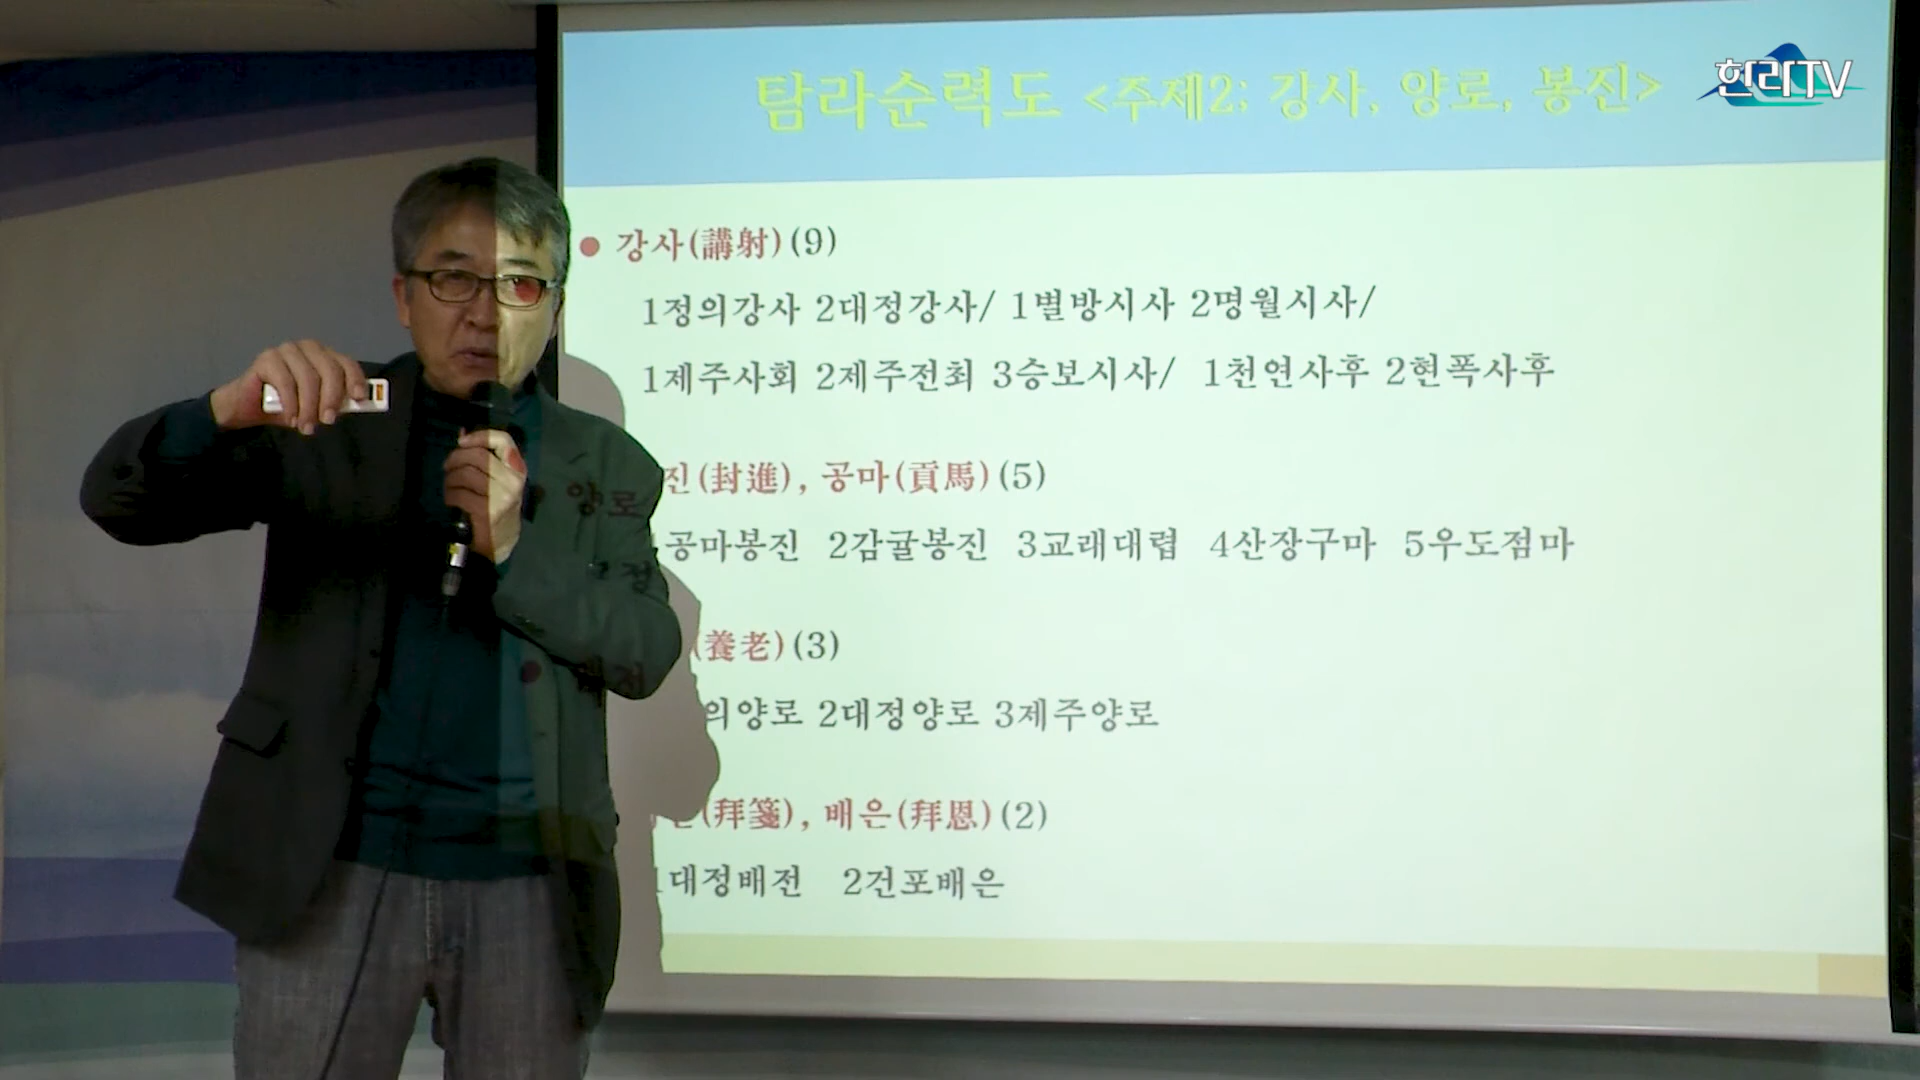 한라TV
탐라순력도 <주제2; 강사, 양로, 봉진>
강사(講射)(9)
1정의강사 2대정강사/ 1별방시사 2명월시사/
1제주사회 2제주전최 3승보시사/ 1천연사후 2현폭사후
진(封進), 공마(貢馬)(5)
공마봉진 2감귤봉진 3교래대렵 4산장구마 5우도점마
양로(養老)(3)
정의양로 2대정양로 3제주양로
배전(拜箋), 배은(拜恩)(2)
1대정배전 2건포배은